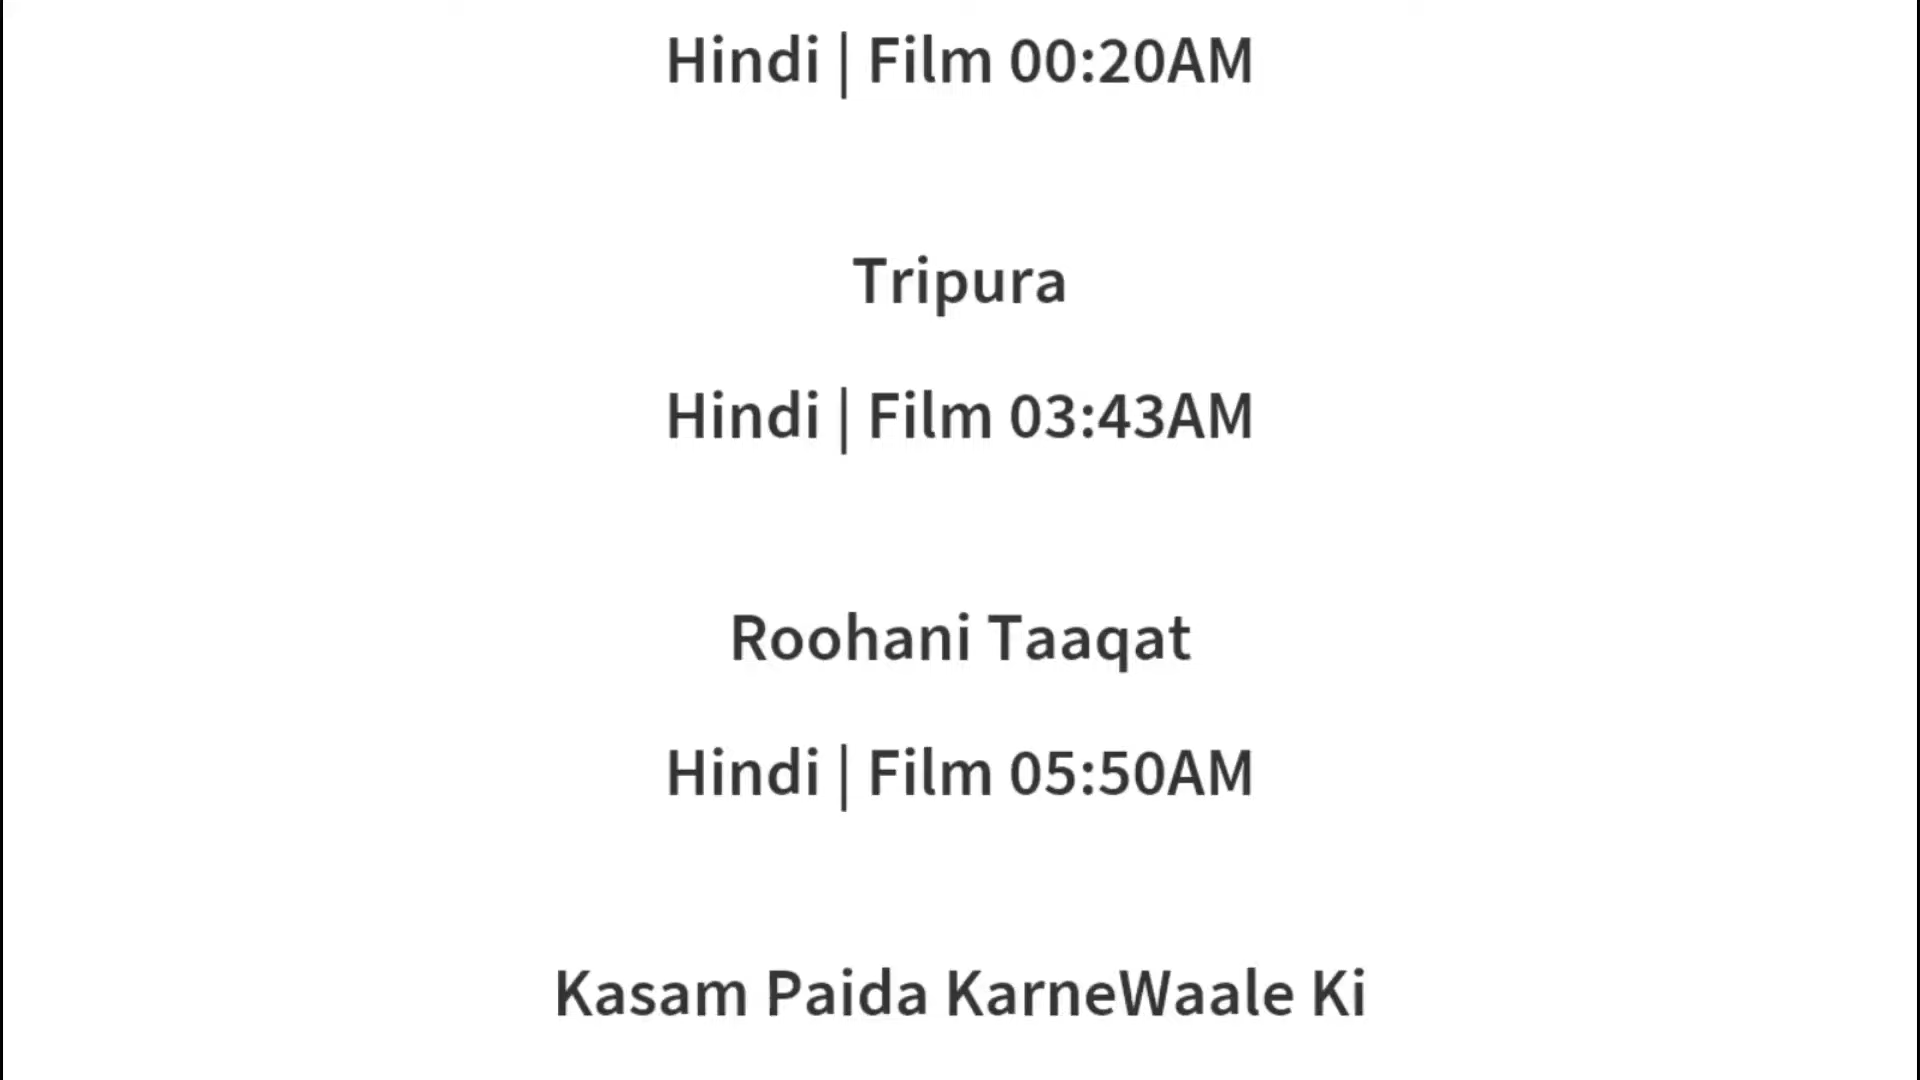 Hindi | Film 00:20AM
Tripura
Hindi | Film 03:43AM
Roohani Taaqat
Hindi | Film 05:50AM
Kasam Paida KarneWaale Ki